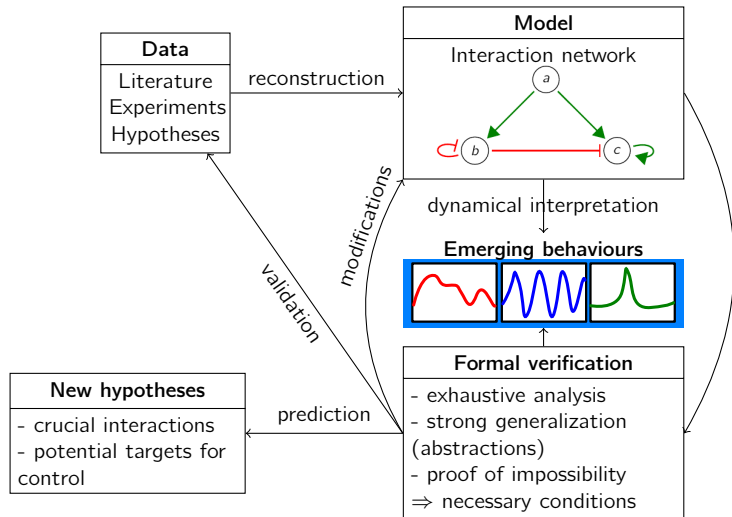 Data
Literature
Experiments
Hypotheses
reconstruction
Model
Interaction network
a
b
c
dynamical interpretation
modifications
validation
Emerging behaviours
Formal verification
- exhaustive analysis
- strong generalization
(abstractions)
- proof of impossibility
⇒ necessary conditions
prediction
New hypotheses
- crucial interactions
- potential targets for
control